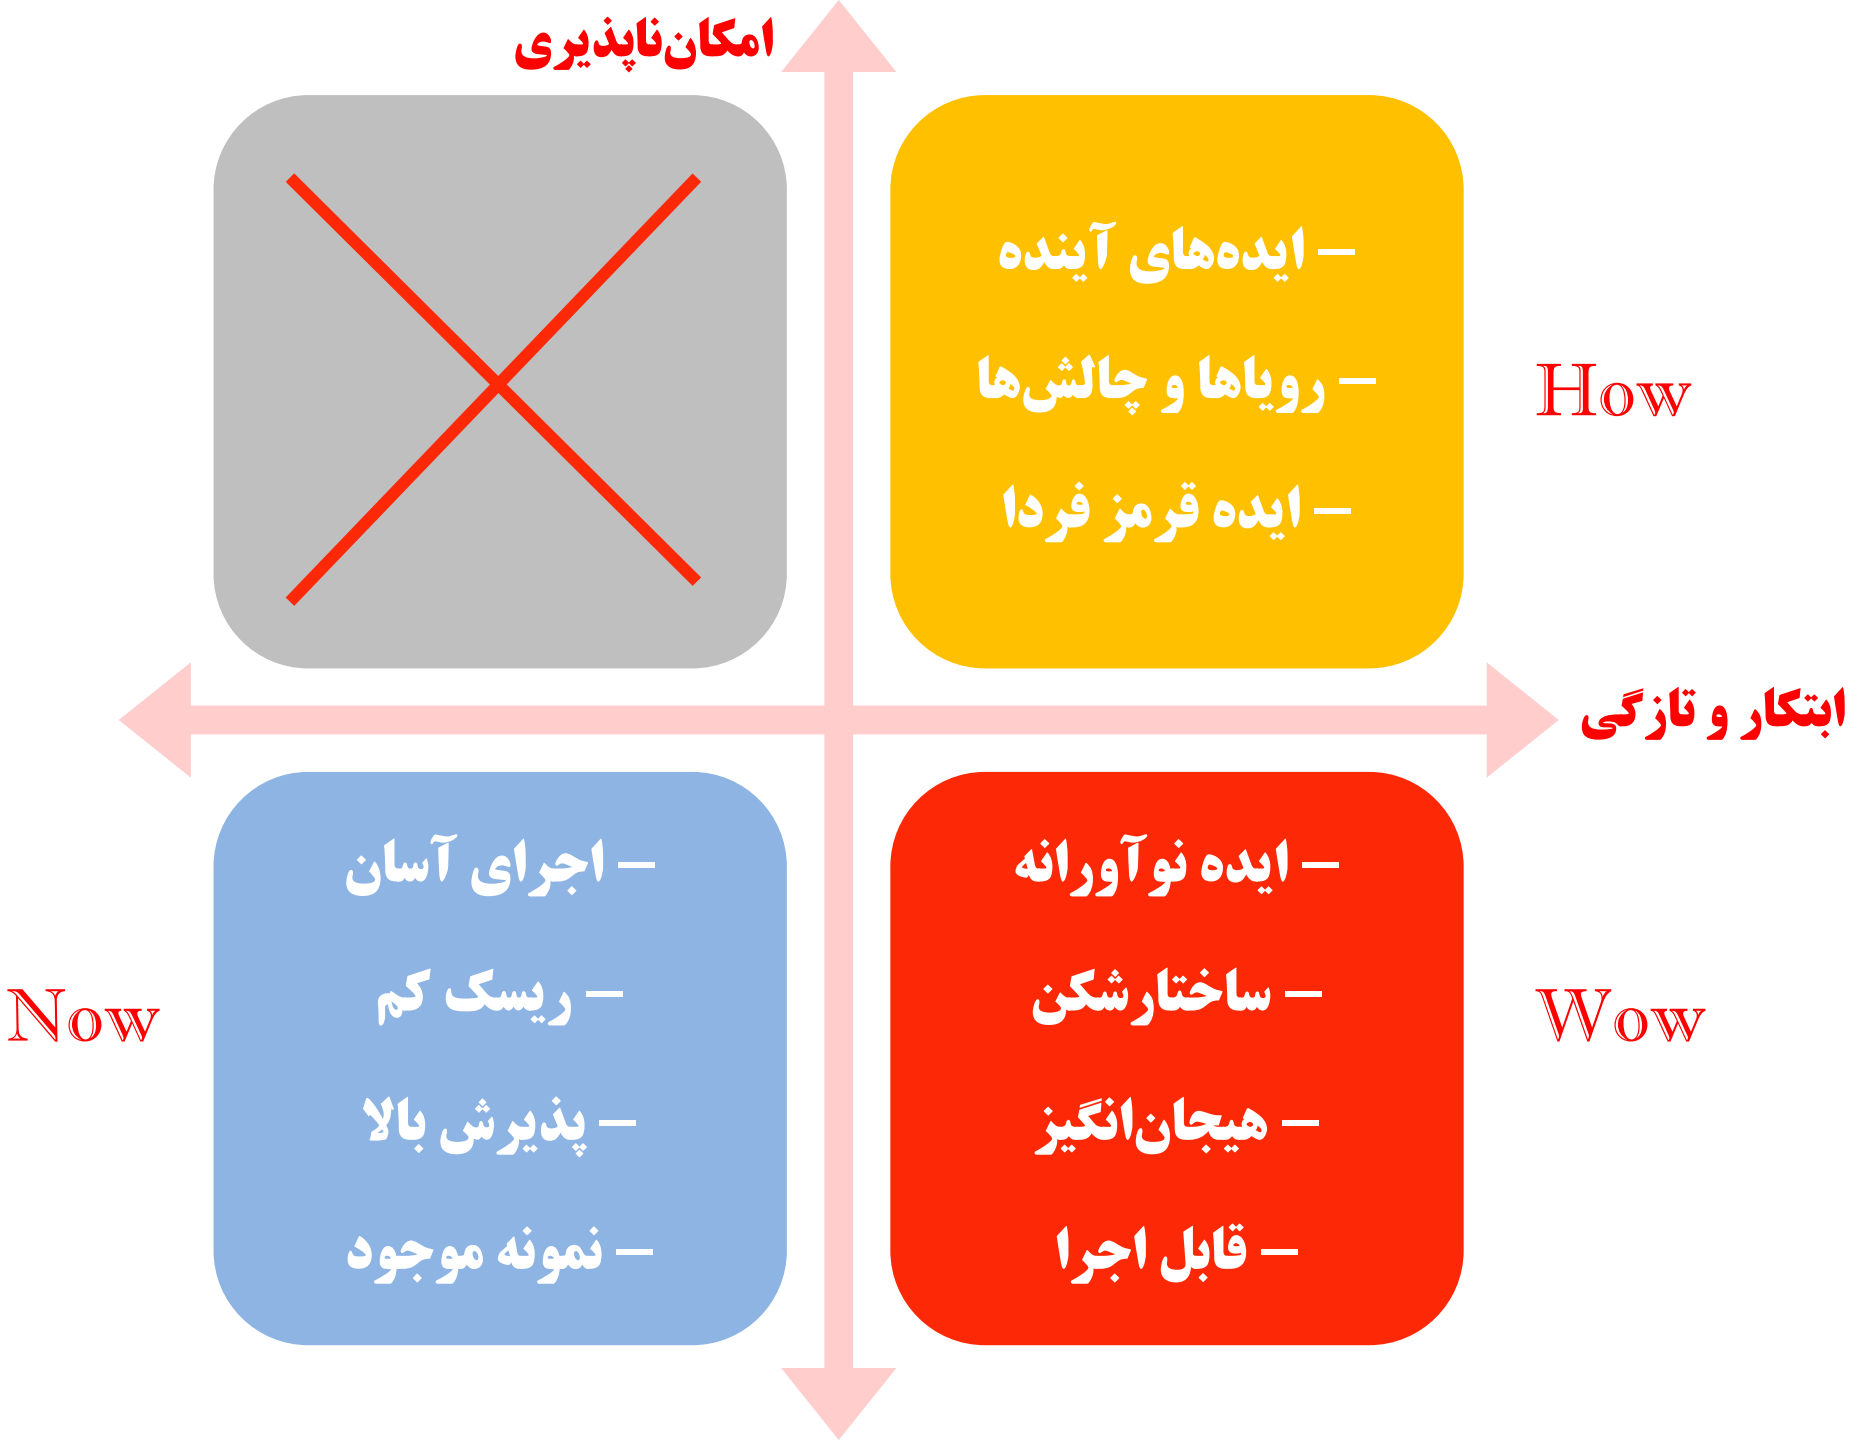 امکان‌ناپذیری
– ایده‌های آینده
– رویاها و چالش‌ها
– ایده قرمز فردا
How
ابتکار و تازگی
– ایده نوآورانه
– ساختارشکن
– هیجان‌انگیز
– قابل اجرا
Wow
– اجرای آسان
– ریسک کم
– پذیرش بالا
– نمونه موجود
Now